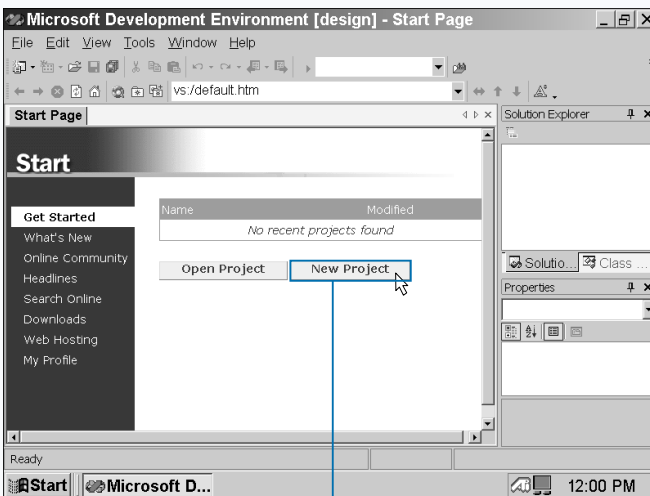 Microsoft Development Environment [design] - Start Page
File Edit View Tools Window Help
vs:/default.htm
Start Page
Solution Explorer
Start
Get Started
What's New
Online Community
Headlines
Search Online
Downloads
Web Hosting
My Profile
Name Modified
No recent projects found
Open Project New Project
Solutio... Class ...
Properties
Ready
Start Microsoft D... 12:00 PM